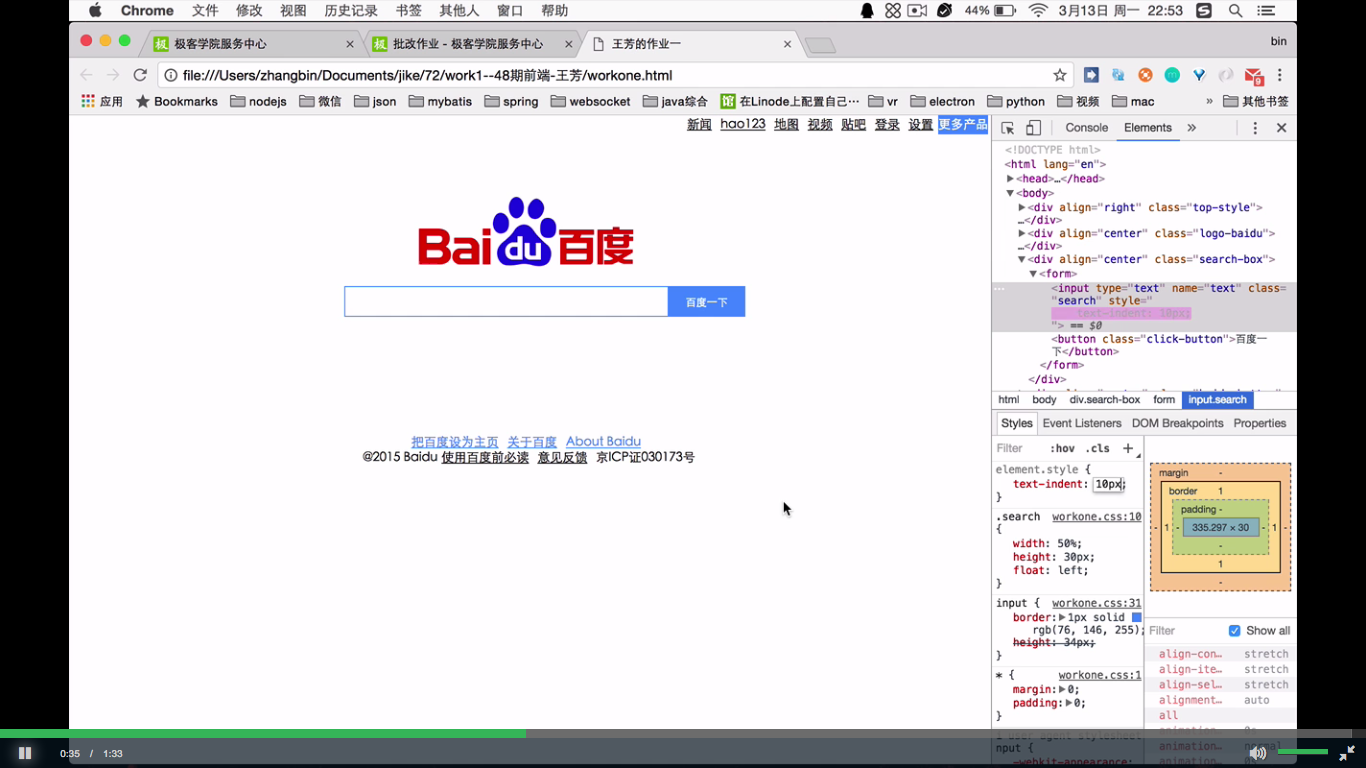 Chrome 文件 修改 视图 历史记录 书签 其他人 窗口 帮助 44% 3月13日 周一 22:53
极客学院服务中心 批改作业 - 极客学院服务中心 王芳的作业一 bin
file:///Users/zhangbin/Documents/jike/72/work1--48期前端-王芳/workone.html
应用 Bookmarks nodejs 微信 json mybatis spring websocket java综合 在Linode上配置自己… vr electron python 视频 mac » 其他书签
新闻 hao123 地图 视频 贴吧 登录 设置 更多产品
Baidu百度
百度一下
把百度设为主页 关于百度 About Baidu
@2015 Baidu 使用百度前必读 意见反馈 京ICP证030173号
Console Elements »
<!DOCTYPE html>
<html lang="en">
<head>…</head>
<body>
<div align="right" class="top-style">
…</div>
<div align="center" class="logo-baidu">
…</div>
<div align="center" class="search-box">
<form>
<input type="text" name="text" class=
"search" style="
text-indent: 10px;
"> == $0
<button class="click-button">百度一
下</button>
</form>
</div>
html body div.search-box form input.search
Styles Event Listeners DOM Breakpoints Properties
Filter :hov .cls +
element.style {
text-indent: 10px;
}
.search workone.css:10
{
width: 50%;
height: 30px;
float: left;
}
input { workone.css:31
border: 1px solid
rgb(76, 146, 255);
height: 34px;
}
* { workone.css:1
margin: 0;
padding: 0;
}
nput {
-webkit-appearance:
margin -
border 1
padding -
- 1 - 335.297 × 30 - 1 -
-
1
-
Filter Show all
align-con… stretch
align-ite… stretch
align-sel… stretch
alignment… auto
all
animation… 0s
animation… normal
0:35 / 1:33